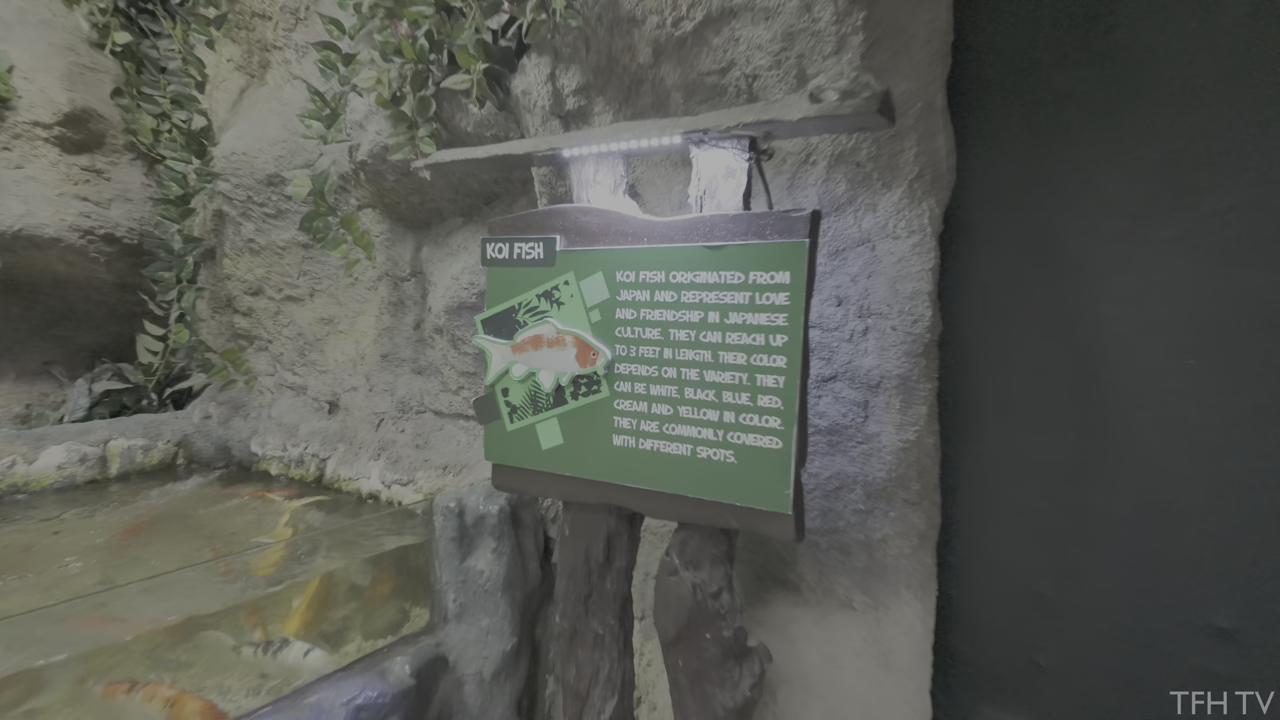 KOI FISH
KOI FISH ORIGINATED FROM
JAPAN AND REPRESENT LOVE
AND FRIENDSHIP IN JAPANESE
CULTURE. THEY CAN REACH UP
TO 3 FEET IN LENGTH. THEIR COLOR
DEPENDS ON THE VARIETY. THEY
CAN BE WHITE, BLACK, BLUE, RED,
CREAM AND YELLOW IN COLOR.
THEY ARE COMMONLY COVERED
WITH DIFFERENT SPOTS.
TFH TV